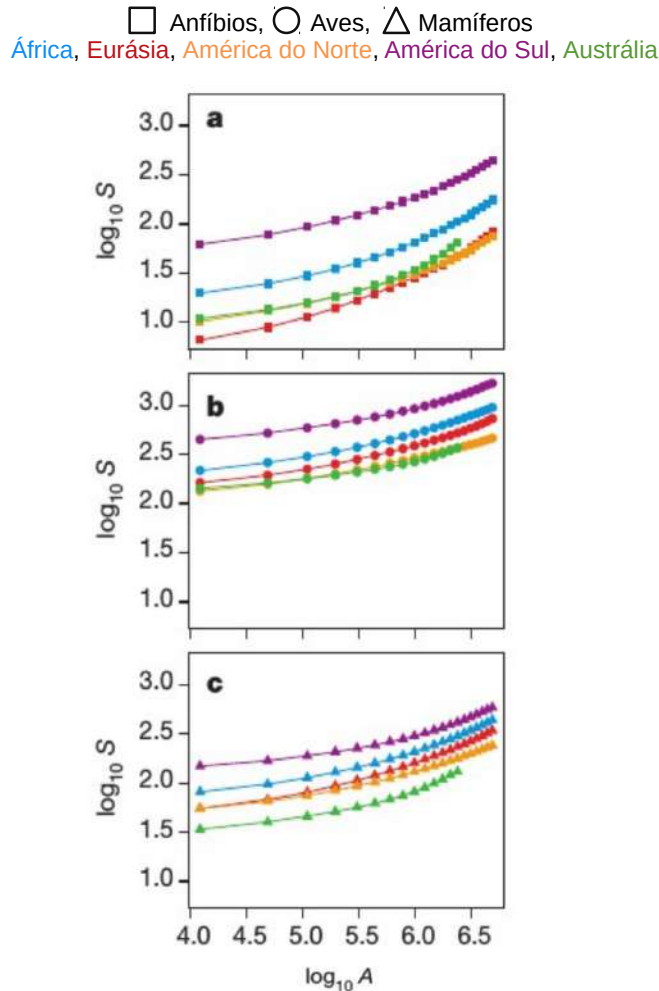 Anfíbios, Aves, Mamíferos
África, Eurásia, América do Norte, América do Sul, Austrália
a
3.0
2.5
2.0
1.5
1.0
log10 S
b
3.0
2.5
2.0
1.5
1.0
log10 S
c
3.0
2.5
2.0
1.5
1.0
log10 S
4.0 4.5 5.0 5.5 6.0 6.5
log10 A